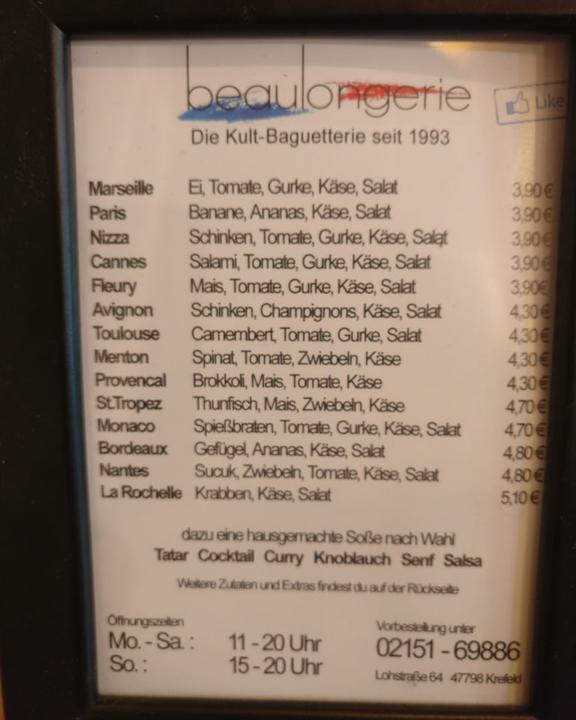 beaulongerie
Like
Die Kult-Baguetterie seit 1993
Marseille Ei, Tomate, Gurke, Käse, Salat 3,90 €
Paris Banane, Ananas, Käse, Salat 3,90 €
Nizza Schinken, Tomate, Gurke, Käse, Salat 3,90 €
Cannes Salami, Tomate, Gurke, Käse, Salat 3,90 €
Fleury Mais, Tomate, Gurke, Käse, Salat 3,90€
Avignon Schinken, Champignons, Käse, Salat 4,30 €
Toulouse Camembert, Tomate, Gurke, Salat 4,30 €
Menton Spinat, Tomate, Zwiebeln, Käse 4,30 €
Provencal Brokkoli, Mais, Tomate, Käse 4,30 €
St.Tropez Thunfisch, Mais, Zwiebeln, Käse 4,70 €
Monaco Spießbraten, Tomate, Gurke, Käse, Salat 4,70 €
Bordeaux Gefügel, Ananas, Käse, Salat 4,80 €
Nantes Sucuk, Zwiebeln, Tomate, Käse, Salat 4,80 €
La Rochelle Krabben, Käse, Salat 5,10 €
dazu eine hausgemachte Soße nach Wahl
Tatar Cocktail Curry Knoblauch Senf Salsa
Weitere Zutaten und Extras findest du auf der Rückseite
Öffnungszeiten
Mo. - Sa. : 11 - 20 Uhr
So. : 15 - 20 Uhr
Vorbestellung unter
02151 - 69886
Lohstraße 64 47798 Krefeld